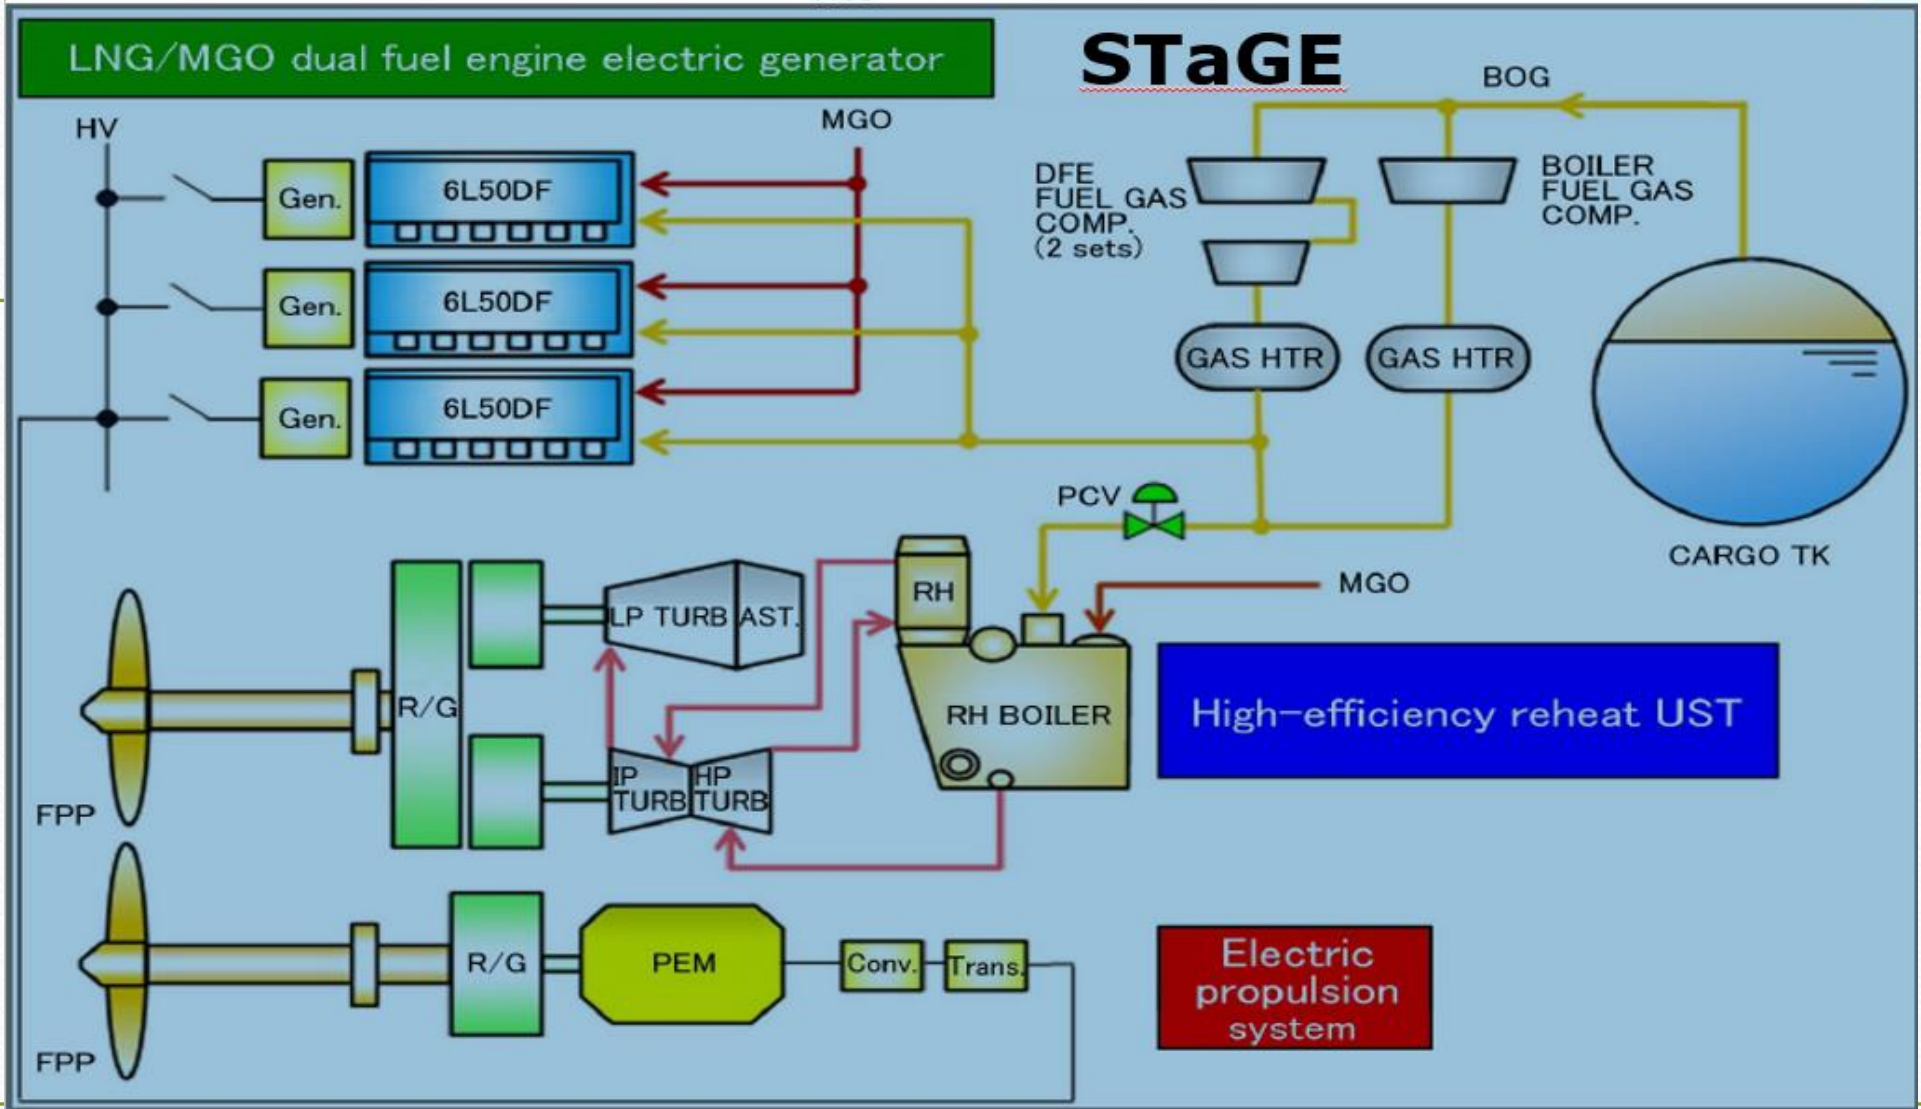 LNG/MGO dual fuel engine electric generator
STaGE
BOG
HV
MGO
Gen.
6L50DF
Gen.
6L50DF
Gen.
6L50DF
DFE
FUEL GAS
COMP.
(2 sets)
BOILER
FUEL GAS
COMP.
GAS HTR
GAS HTR
PCV
CARGO TK
MGO
RH
LP TURB
AST.
R/G
RH BOILER
High-efficiency reheat UST
IP
TURB
HP
TURB
FPP
R/G
PEM
Conv.
Trans.
Electric
propulsion
system
FPP